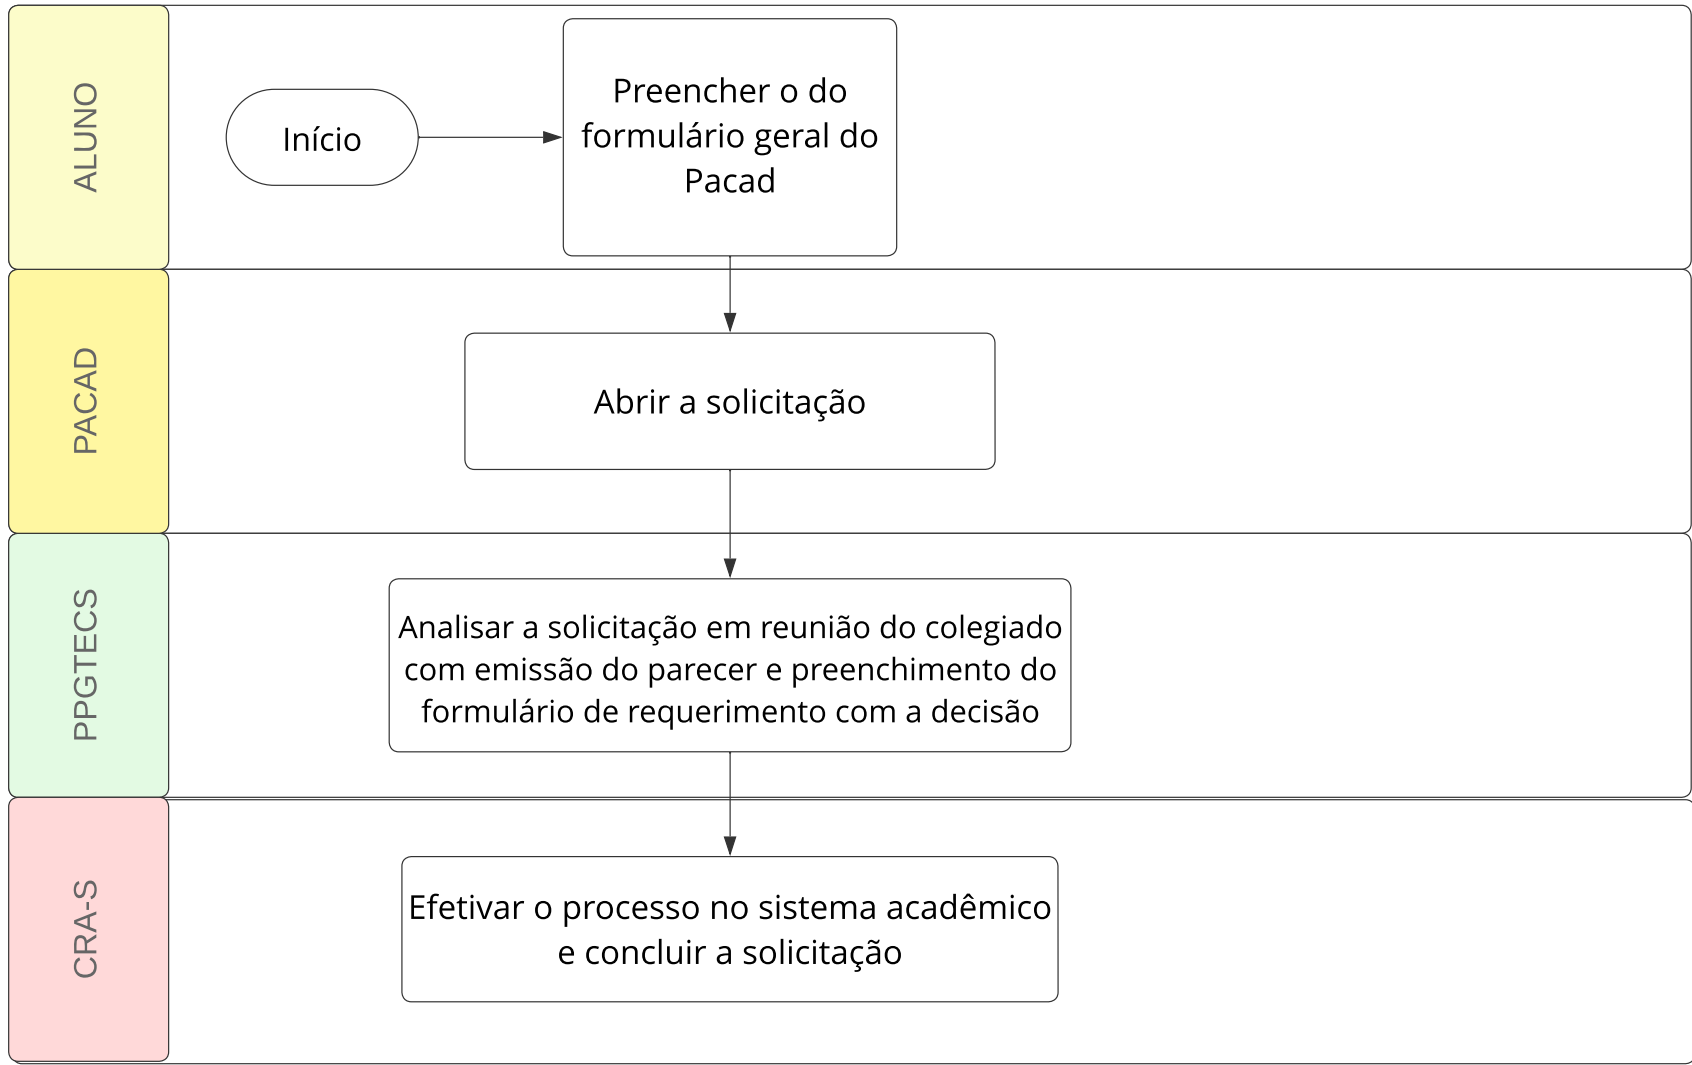 ALUNO
Início
Preencher o do
formulário geral do
Pacad
PACAD
Abrir a solicitação
PPGTECS
Analisar a solicitação em reunião do colegiado
com emissão do parecer e preenchimento do
formulário de requerimento com a decisão
CRA-S
Efetivar o processo no sistema acadêmico
e concluir a solicitação